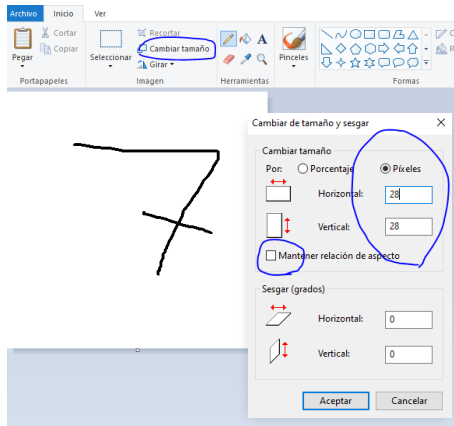 Archivo Inicio Ver
Pegar
Cortar
Copiar
Portapapeles
Seleccionar
Recortar
Cambiar tamaño
Girar
Imagen
A
Herramientas
Pinceles
Formas
7
Cambiar de tamaño y sesgar
Cambiar tamaño
Por: Porcentaje Píxeles
Horizontal: 28
Vertical: 28
Mantener relación de aspecto
Sesgar (grados)
Horizontal: 0
Vertical: 0
Aceptar Cancelar